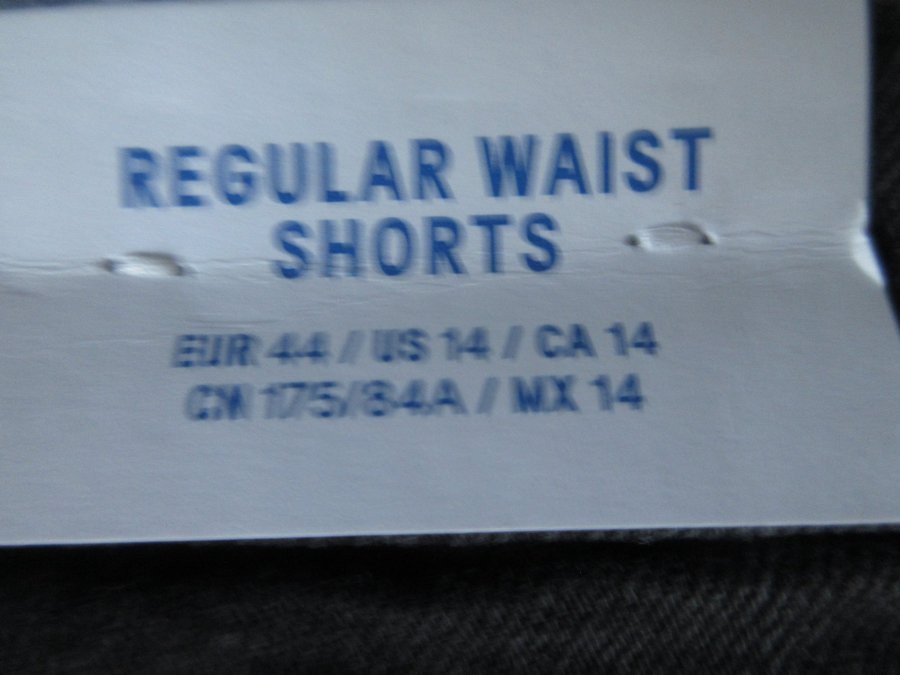 REGULAR WAIST
SHORTS
EUR 44 / US 14 / CA 14
CN 175/84A / MX 14